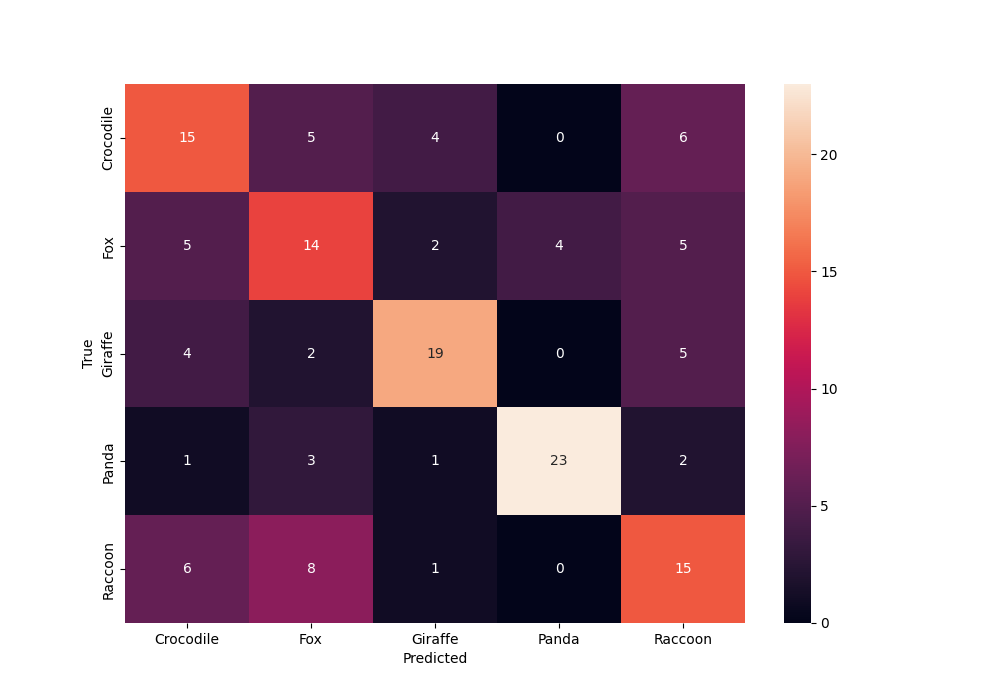 Crocodile 15 5 4 0 6
Fox 5 14 2 4 5
Giraffe 4 2 19 0 5
Panda 1 3 1 23 2
Raccoon 6 8 1 0 15
True
Crocodile Fox Giraffe Panda Raccoon
Predicted
20
15
10
5
0